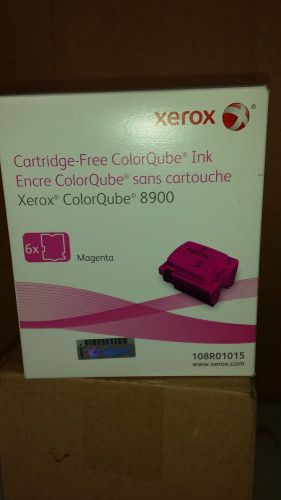 xerox
Cartridge-Free ColorQube® Ink
Encre ColorQube® sans cartouche
Xerox® ColorQube® 8900
6x
Magenta
108R01015
www.xerox.com